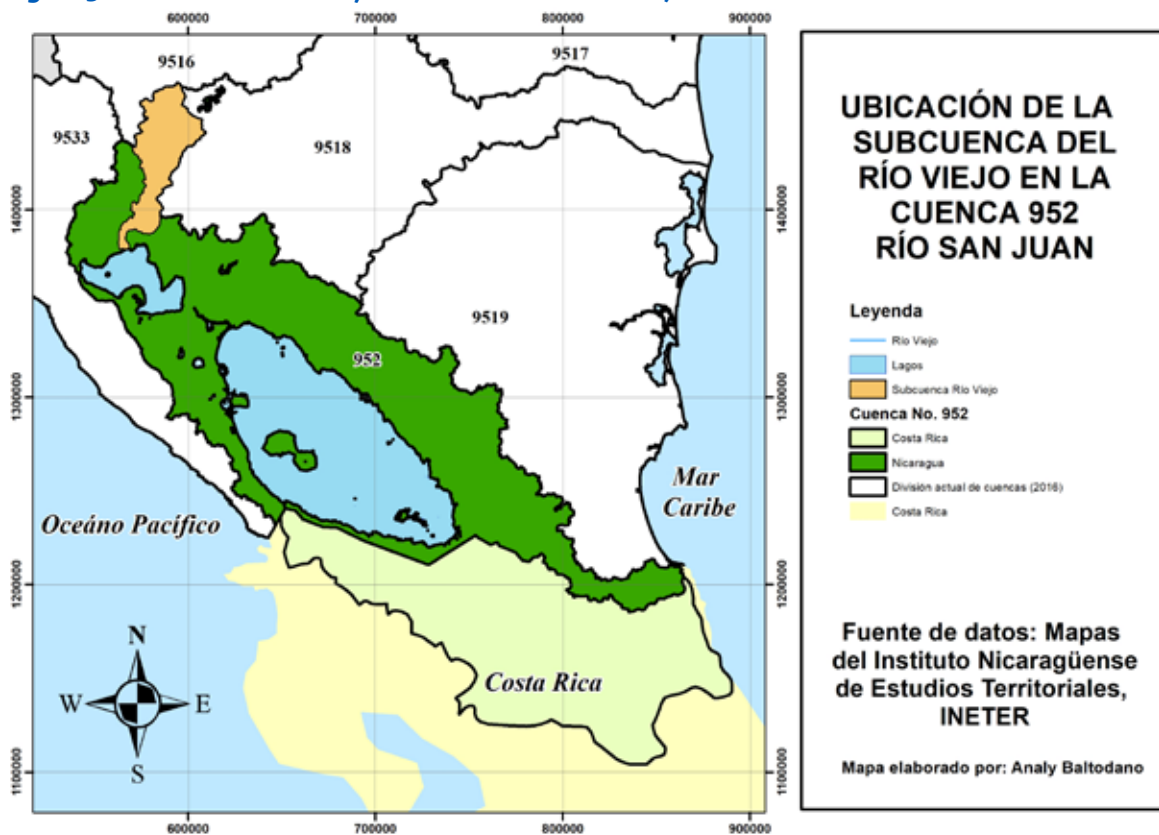 600000
700000
800000
900000
9516
9517
9533
9518
9519
952
1400000
1300000
1200000
1100000
1400000
1300000
1200000
1100000
Oceáno Pacífico
Mar
Caribe
Costa Rica
N
W
E
S
600000
700000
800000
900000
UBICACIÓN DE LA
SUBCUENCA DEL
RÍO VIEJO EN LA
CUENCA 952
RÍO SAN JUAN
Leyenda
Río Viejo
Lagos
Subcuenca Río Viejo
Cuenca No. 952
Costa Rica
Nicaragua
División actual de cuencas (2016)
Costa Rica
Fuente de datos: Mapas
del Instituto Nicaragüense
de Estudios Territoriales,
INETER
Mapa elaborado por: Analy Baltodano